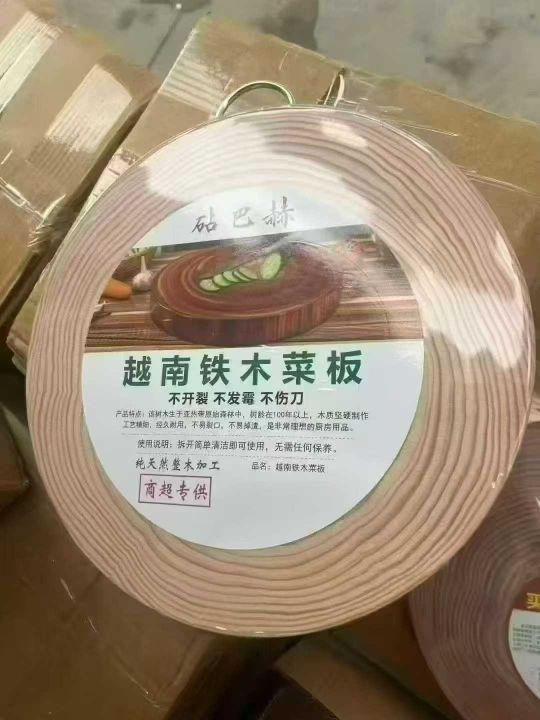 砧巴赫
越南铁木菜板
不开裂 不发霉 不伤刀
产品特点：该树木生于亚热带原始森林中，树龄在100年以上，木质坚硬制作
工艺精细，经久耐用，不易裂口，不易掉渣，是非常理想的厨房用品。
使用说明：拆开简单清洁即可使用，无需任何保养。
纯天然整木加工
品名：越南铁木菜板
商超专供